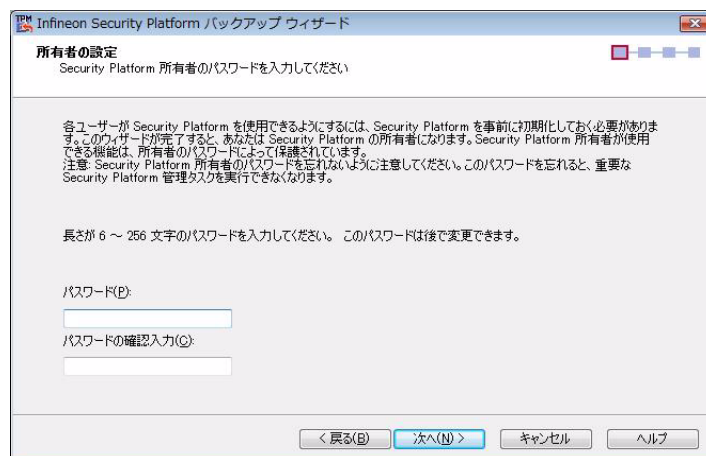 Infineon Security Platform バックアップ ウィザード
所有者の設定
Security Platform 所有者のパスワードを入力してください
各ユーザーが Security Platform を使用できるようにするには、Security Platform を事前に初期化しておく必要がありま
す。このウィザードが完了すると、あなたは Security Platform の所有者になります。Security Platform 所有者が使用
できる機能は、所有者のパスワードによって保護されています。
注意: Security Platform 所有者のパスワードを忘れないように注意してください。このパスワードを忘れると、重要な
Security Platform 管理タスクを実行できなくなります。
長さが 6 ～ 256 文字のパスワードを入力してください。 このパスワードは後で変更できます。
パスワード(P):
パスワードの確認入力(C):
< 戻る(B) 次へ(N) > キャンセル ヘルプ